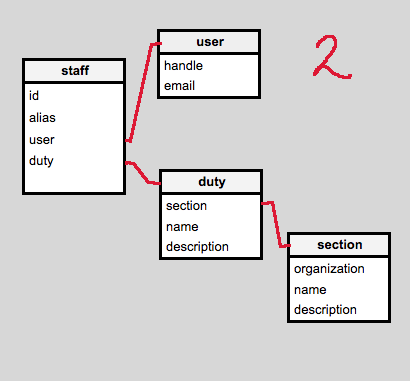 user
handle
email
2
staff
id
alias
user
duty
duty
section
name
description
section
organization
name
description